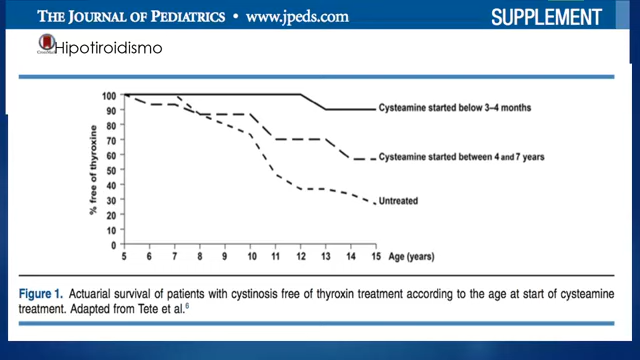 THE JOURNAL OF PEDIATRICS • www.jpeds.com
SUPPLEMENT
Hipotiroidismo
% free of thyroxine
100
90
80
70
60
50
40
30
20
10
0
5 6 7 8 9 10 11 12 13 14 15 Age (years)
Cysteamine started below 3–4 months
Cysteamine started between 4 and 7 years
Untreated
Figure 1. Actuarial survival of patients with cystinosis free of thyroxin treatment according to the age at start of cysteamine
treatment. Adapted from Tete et al.6